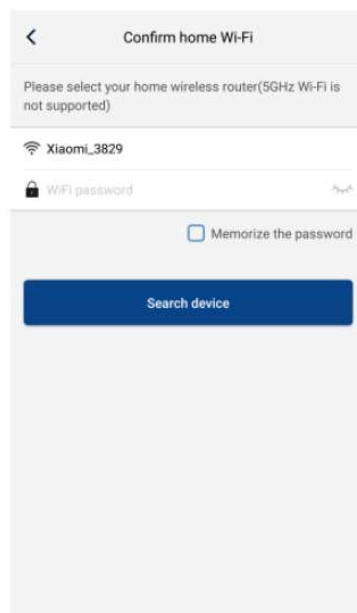 Confirm home Wi-Fi
Please select your home wireless router(5GHz Wi-Fi is
not supported)
Xiaomi_3829
WiFi password
Memorize the password
Search device